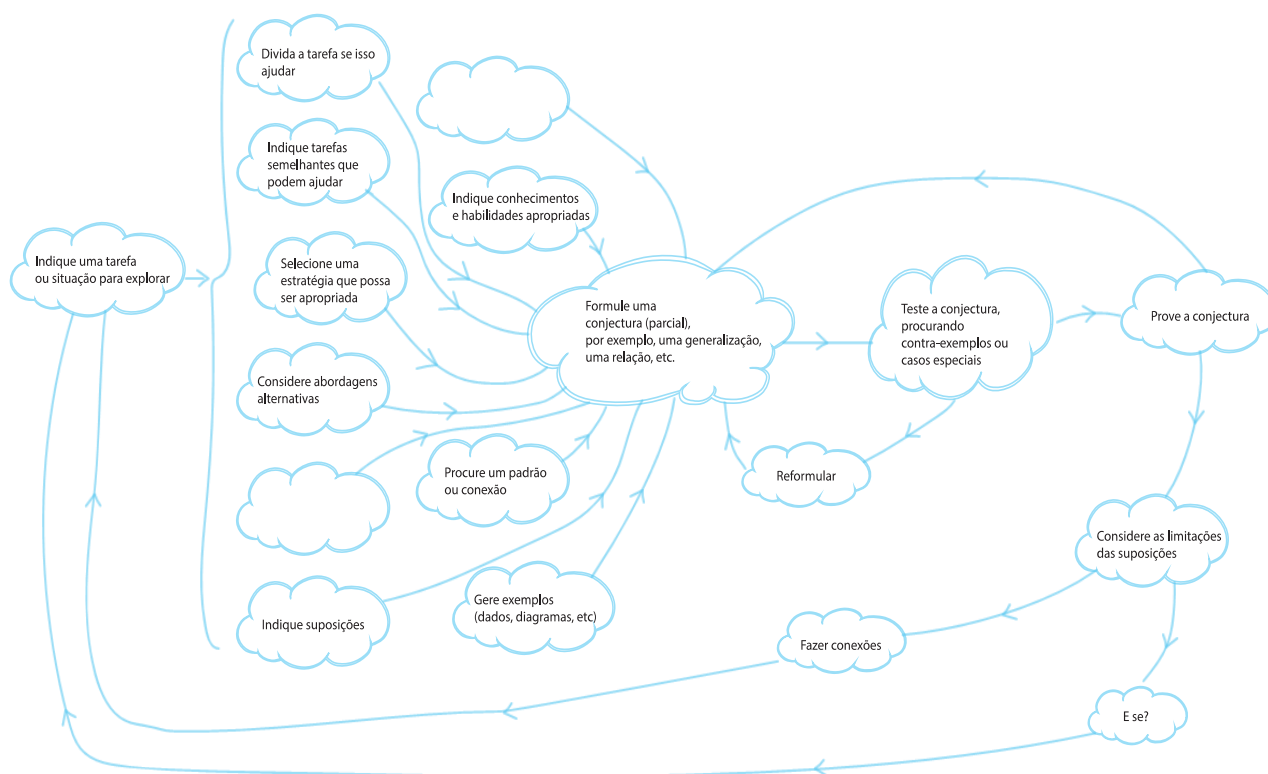 Divida a tarefa se isso
ajudar
Indique tarefas
semelhantes que
podem ajudar
Indique conhecimentos
e habilidades apropriadas
Indique uma tarefa
ou situação para explorar
Selecione uma
estratégia que possa
ser apropriada
Formule uma
conjectura (parcial),
por exemplo, uma generalização,
uma relação, etc.
Teste a conjectura,
procurando
contra-exemplos ou
casos especiais
Prove a conjectura
Considere abordagens
alternativas
Procure um padrão
ou conexão
Reformular
Considere as limitações
das suposições
Indique suposições
Gere exemplos
(dados, diagramas, etc)
Fazer conexões
E se?